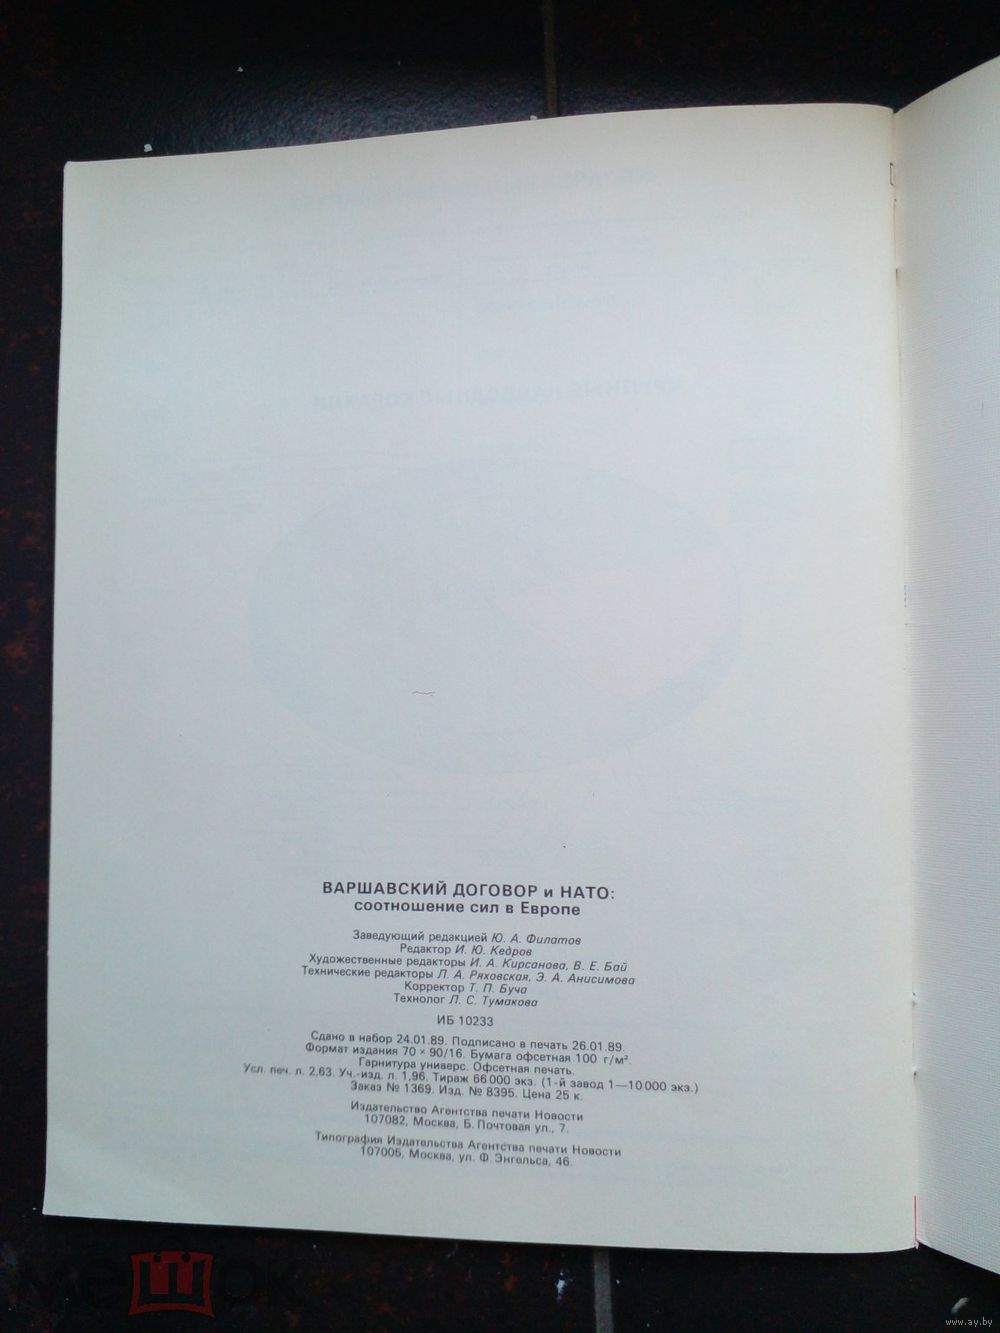 ВАРШАВСКИЙ ДОГОВОР и НАТО:
соотношение сил в Европе
Заведующий редакцией Ю. А. Филатов
Редактор И. Ю. Кедров
Художественные редакторы И. А. Кирсанова, В. Е. Бай
Технические редакторы Л. А. Ряховская, Э. А. Анисимова
Корректор Т. П. Буча
Технолог Л. С. Тумакова
ИБ 10233
Сдано в набор 24.01.89. Подписано в печать 26.01.89.
Формат издания 70 × 90/16. Бумага офсетная 100 г/м².
Гарнитура универс. Офсетная печать.
Усл. печ. л. 2,63. Уч.-изд. л. 1,96. Тираж 66 000 экз. (1-й завод 1—10 000 экз.)
Заказ № 1369. Изд. № 8395. Цена 25 к.
Издательство Агентства печати Новости
107082, Москва, Б. Почтовая ул., 7.
Типография Издательства Агентства печати Новости
107005, Москва, ул. Ф. Энгельса, 46.
мешок
www.ay.by